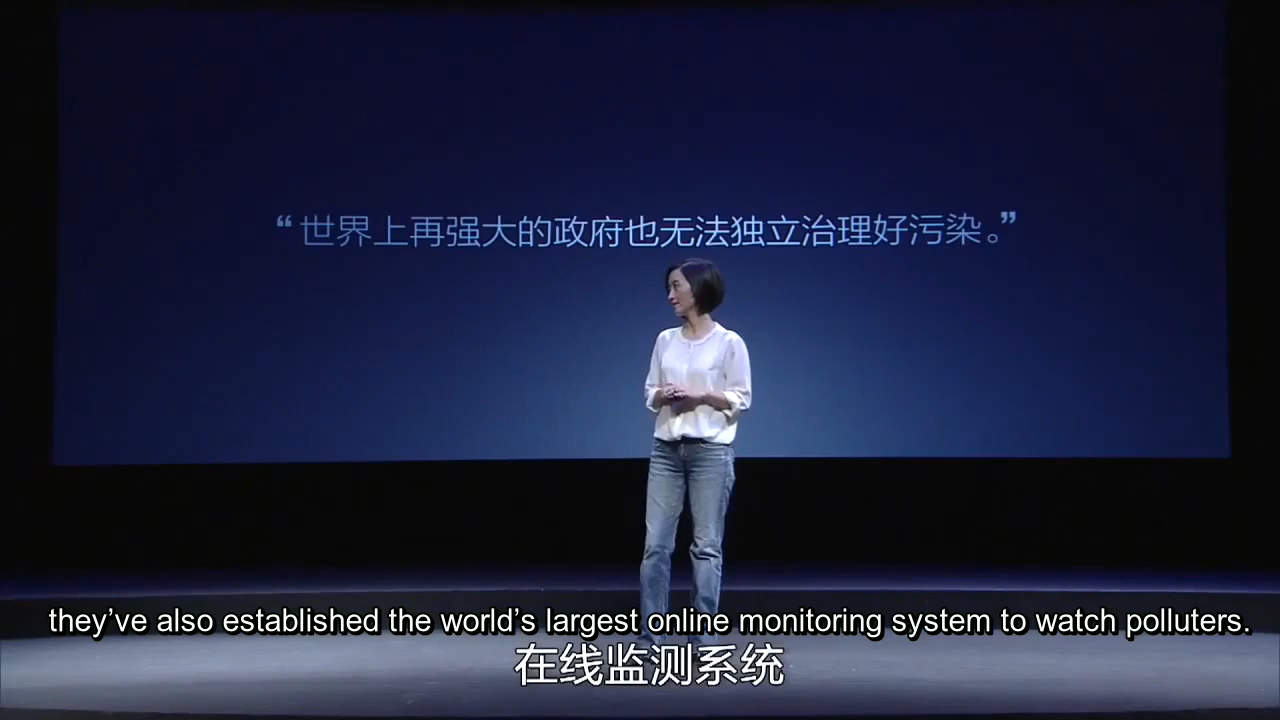 “世界上再强大的政府也无法独立治理好污染。”
they’ve also established the world’s largest online monitoring system to watch polluters.
在线监测系统